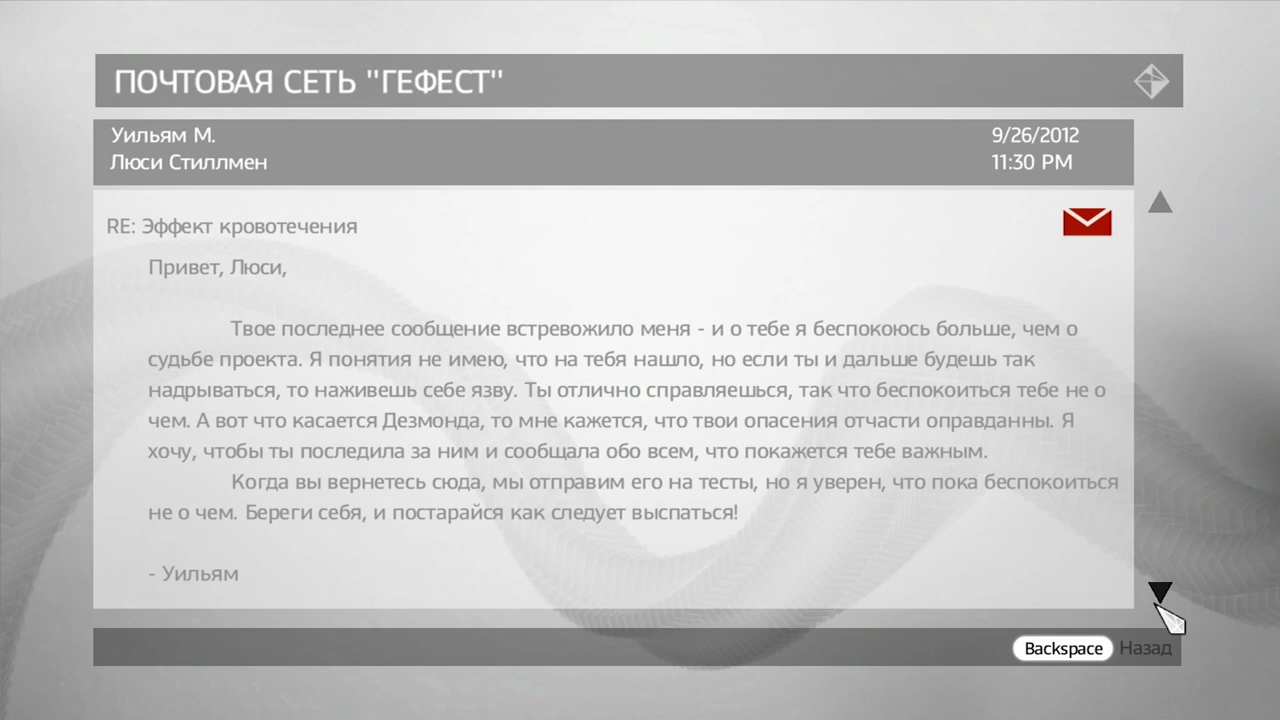 ПОЧТОВАЯ СЕТЬ "ГЕФЕСТ"
Уильям М. 9/26/2012
Люси Стиллмен 11:30 PM
RE: Эффект кровотечения
Привет, Люси,
Твое последнее сообщение встревожило меня - и о тебе я беспокоюсь больше, чем о
судьбе проекта. Я понятия не имею, что на тебя нашло, но если ты и дальше будешь так
надрываться, то наживешь себе язву. Ты отлично справляешься, так что беспокоиться тебе не о
чем. А вот что касается Дезмонда, то мне кажется, что твои опасения отчасти оправданны. Я
хочу, чтобы ты последила за ним и сообщала обо всем, что покажется тебе важным.
Когда вы вернетесь сюда, мы отправим его на тесты, но я уверен, что пока беспокоиться
не о чем. Береги себя, и постарайся как следует выспаться!
- Уильям
Backspace Назад